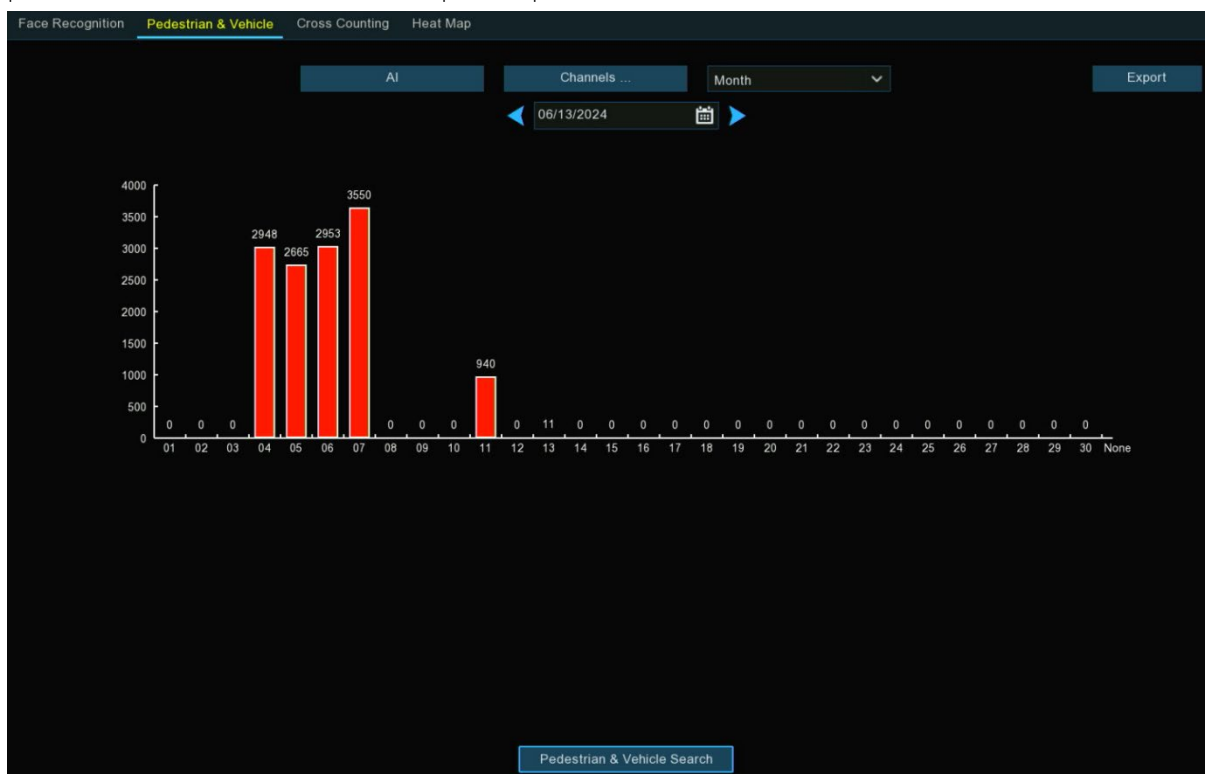 Face Recognition Pedestrian & Vehicle Cross Counting Heat Map
AI Channels ... Month Export
06/13/2024
4000
3550
3500
2948 2953
3000
2665
2500
2000
1500
940
1000
500
0 0 0 0 0 0 0 11 0 0 0 0 0 0 0 0 0 0 0 0 0 0 0 0 0
0
01 02 03 04 05 06 07 08 09 10 11 12 13 14 15 16 17 18 19 20 21 22 23 24 25 26 27 28 29 30 None
Pedestrian & Vehicle Search